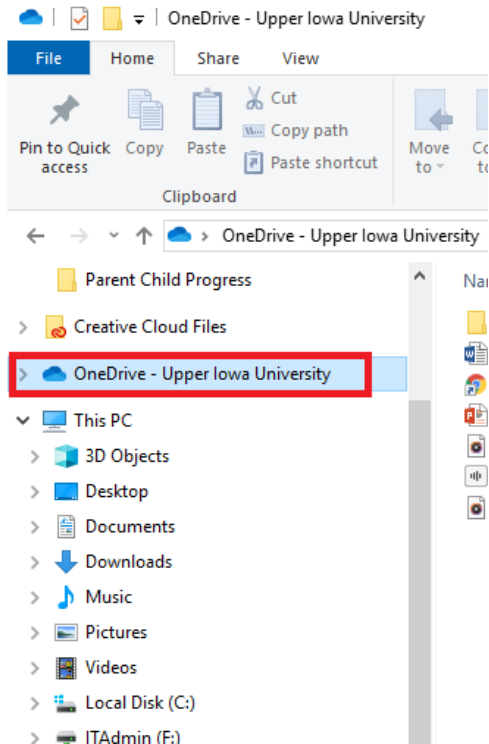 OneDrive - Upper Iowa University
File Home Share View
Pin to Quick access
Copy
Paste
Cut
Copy path
Paste shortcut
Move to
Clipboard
OneDrive - Upper Iowa University
Parent Child Progress
Creative Cloud Files
OneDrive - Upper Iowa University
This PC
3D Objects
Desktop
Documents
Downloads
Music
Pictures
Videos
Local Disk (C:)
ITAdmin (F:)